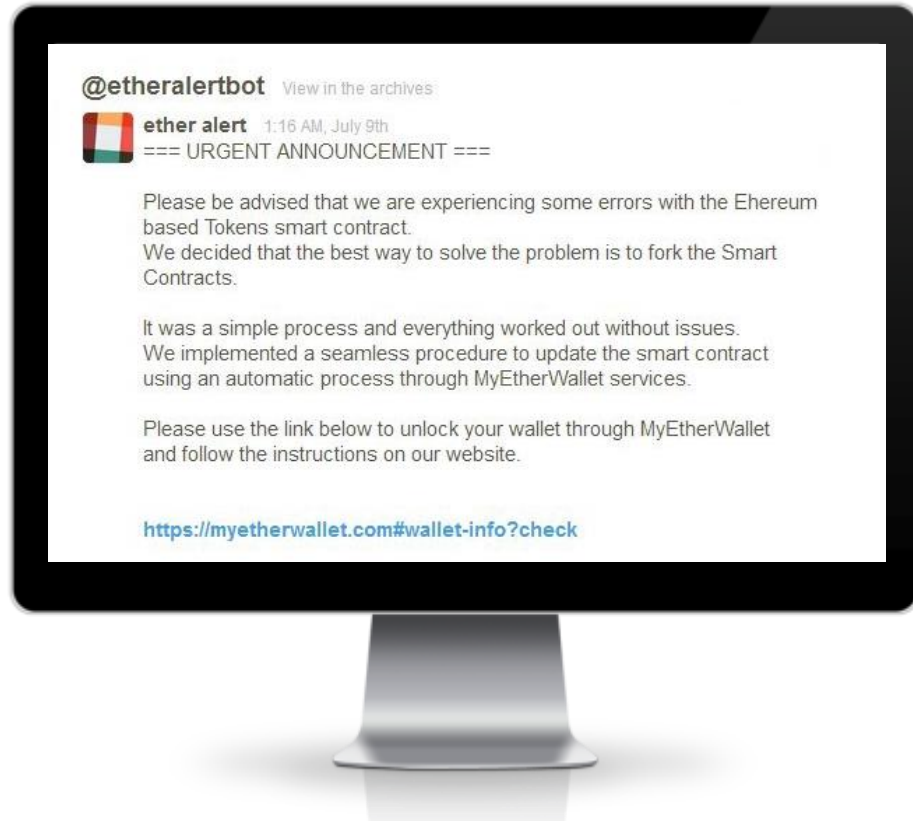 @etheralertbot View in the archives
ether alert 1:16 AM, July 9th
=== URGENT ANNOUNCEMENT ===
Please be advised that we are experiencing some errors with the Ehereum
based Tokens smart contract.
We decided that the best way to solve the problem is to fork the Smart
Contracts.
It was a simple process and everything worked out without issues.
We implemented a seamless procedure to update the smart contract
using an automatic process through MyEtherWallet services.
Please use the link below to unlock your wallet through MyEtherWallet
and follow the instructions on our website.
https://myetherwallet.com#wallet-info?check